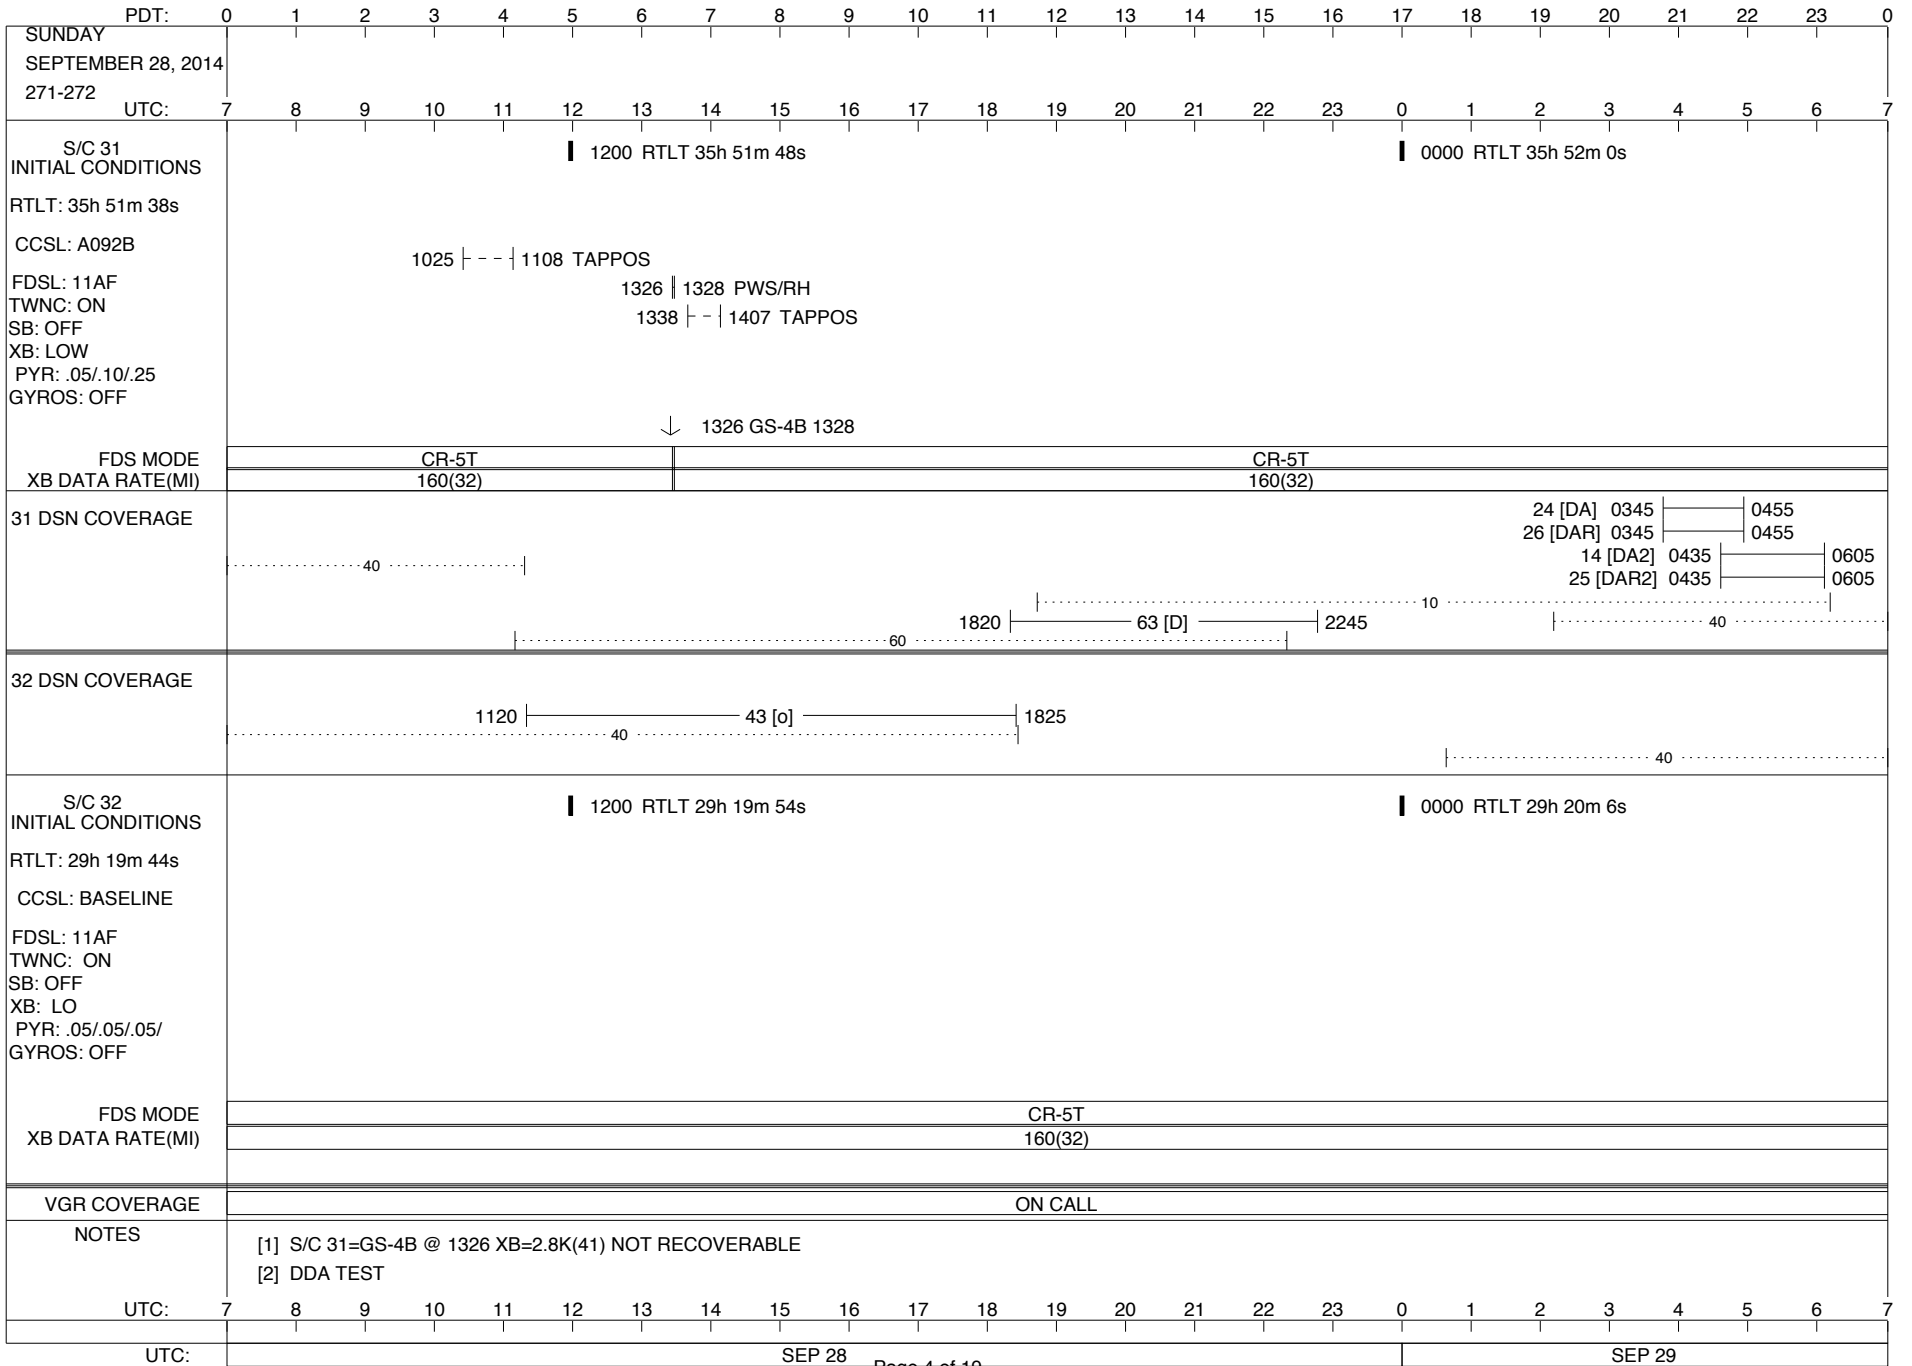 PDT: 0 1 2 3 4 5 6 7 8 9 10 11 12 13 14 15 16 17 18 19 20 21 22 23 0
SUNDAY
SEPTEMBER 28, 2014
271-272
UTC: 7 8 9 10 11 12 13 14 15 16 17 18 19 20 21 22 23 0 1 2 3 4 5 6 7
S/C 31
INITIAL CONDITIONS
1200 RTLT 35h 51m 48s
0000 RTLT 35h 52m 0s
RTLT: 35h 51m 38s
CCSL: A092B
1025 1108 TAPPOS
FDSL: 11AF
1326 1328 PWS/RH
TWNC: ON
1338 1407 TAPPOS
SB: OFF
XB: LOW
PYR: .05/.10/.25
GYROS: OFF
1326 GS-4B 1328
FDS MODE CR-5T CR-5T
XB DATA RATE(MI) 160(32) 160(32)
31 DSN COVERAGE
24 [DA] 0345 0455
26 [DAR] 0345 0455
14 [DA2] 0435 0605
40
25 [DAR2] 0435 0605
10
1820 63 [D] 2245
40
60
32 DSN COVERAGE
1120 43 [o] 1825
40
40
S/C 32
INITIAL CONDITIONS
1200 RTLT 29h 19m 54s
0000 RTLT 29h 20m 6s
RTLT: 29h 19m 44s
CCSL: BASELINE
FDSL: 11AF
TWNC: ON
SB: OFF
XB: LO
PYR: .05/.05/.05/
GYROS: OFF
FDS MODE CR-5T
XB DATA RATE(MI) 160(32)
VGR COVERAGE ON CALL
NOTES
[1] S/C 31=GS-4B @ 1326 XB=2.8K(41) NOT RECOVERABLE
[2] DDA TEST
UTC: 7 8 9 10 11 12 13 14 15 16 17 18 19 20 21 22 23 0 1 2 3 4 5 6 7
UTC: SEP 28 SEP 29
Page 4 of 19